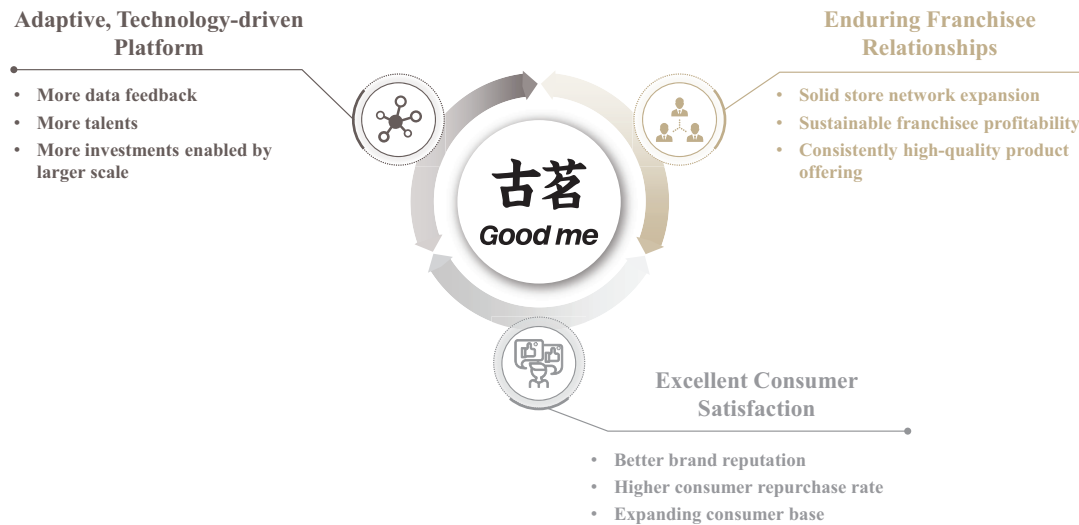 Adaptive, Technology-driven
Platform
• More data feedback
• More talents
• More investments enabled by
larger scale
Enduring Franchisee
Relationships
• Solid store network expansion
• Sustainable franchisee profitability
• Consistently high-quality product
offering
古茗
Good me
Excellent Consumer
Satisfaction
• Better brand reputation
• Higher consumer repurchase rate
• Expanding consumer base